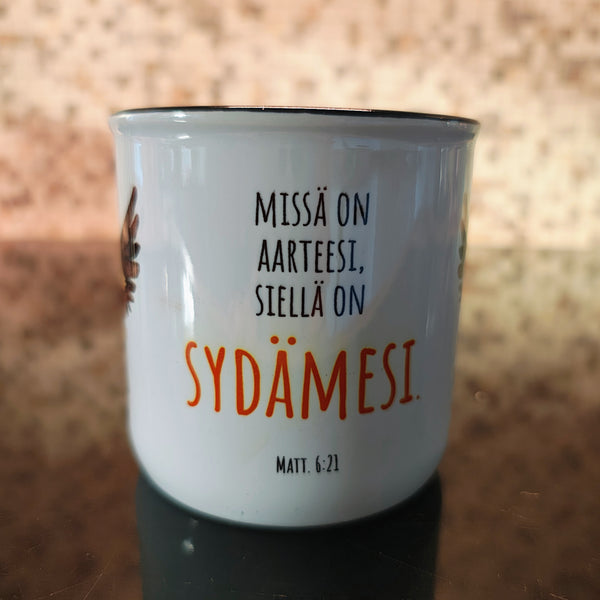 MISSÄ ON
AARTEESI,
SIELLÄ ON
SYDÄMESI.
MATT. 6:21